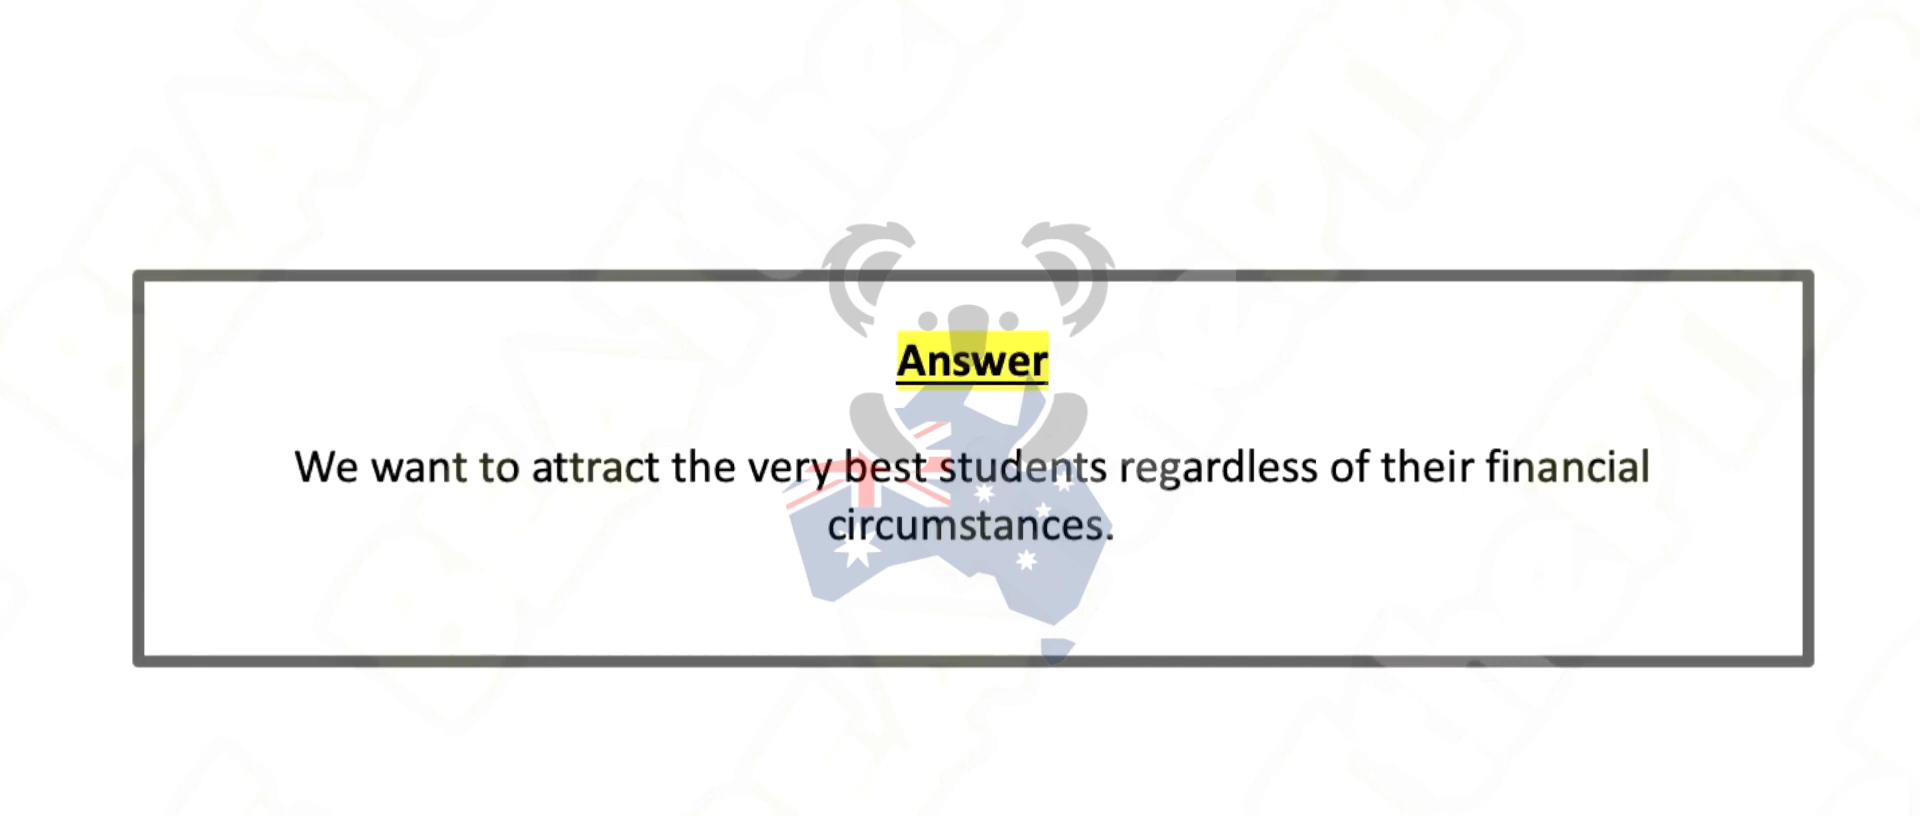 Answer
We want to attract the very best students regardless of their financial
circumstances.